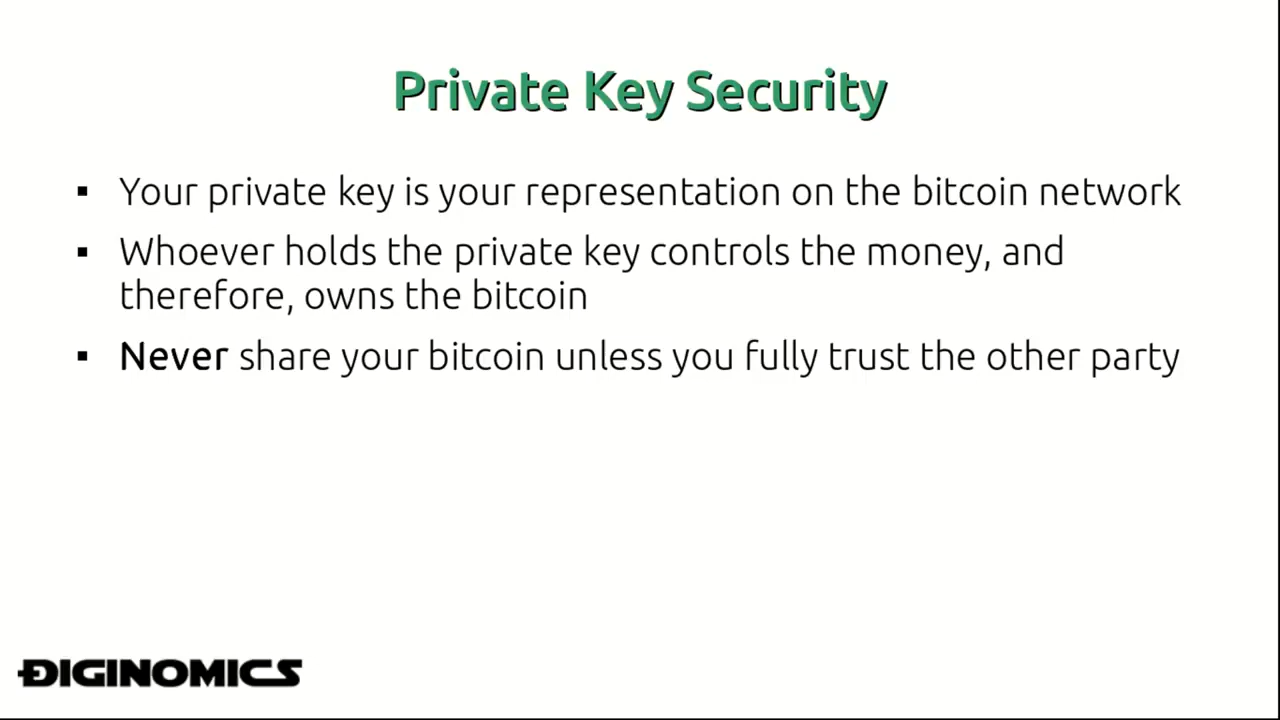 Private Key Security
Your private key is your representation on the bitcoin network
Whoever holds the private key controls the money, and
therefore, owns the bitcoin
Never share your bitcoin unless you fully trust the other party
DIGINOMICS